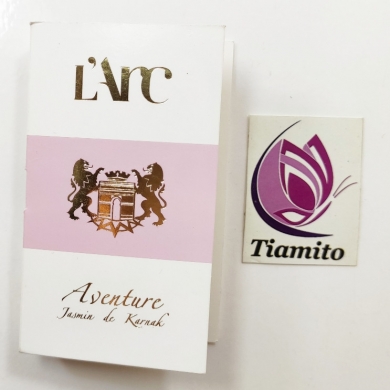 L'Arc
Aventure
Jasmin de Karnak
Tiamito